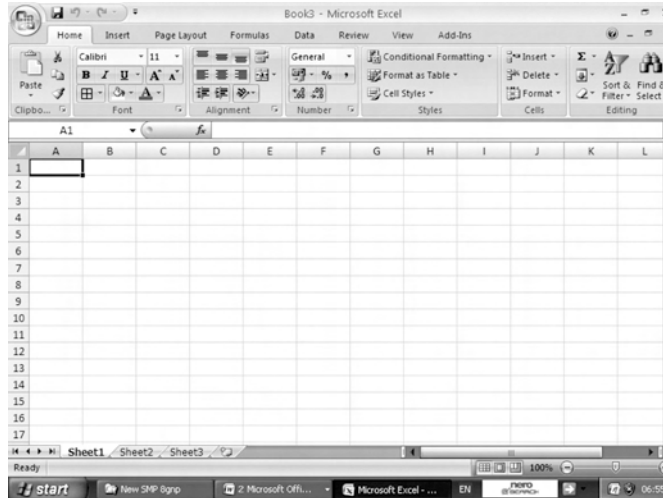 Book3 - Microsoft Excel
Home Insert Page Layout Formulas Data Review View Add-Ins
Calibri 11 General Conditional Formatting Insert Σ
Paste B I U A A % , Format as Table Delete Sort & Find &
Cell Styles Format Filter Select
Clipbo... Font Alignment Number Styles Cells Editing
A1 fx
A B C D E F G H I J K L
1
2
3
4
5
6
7
8
9
10
11
12
13
14
15
16
17
Sheet1 Sheet2 Sheet3
Ready 100%
start New SMP 8gnp 2 Microsoft Offi... Microsoft Excel - ... EN nero SEARCH